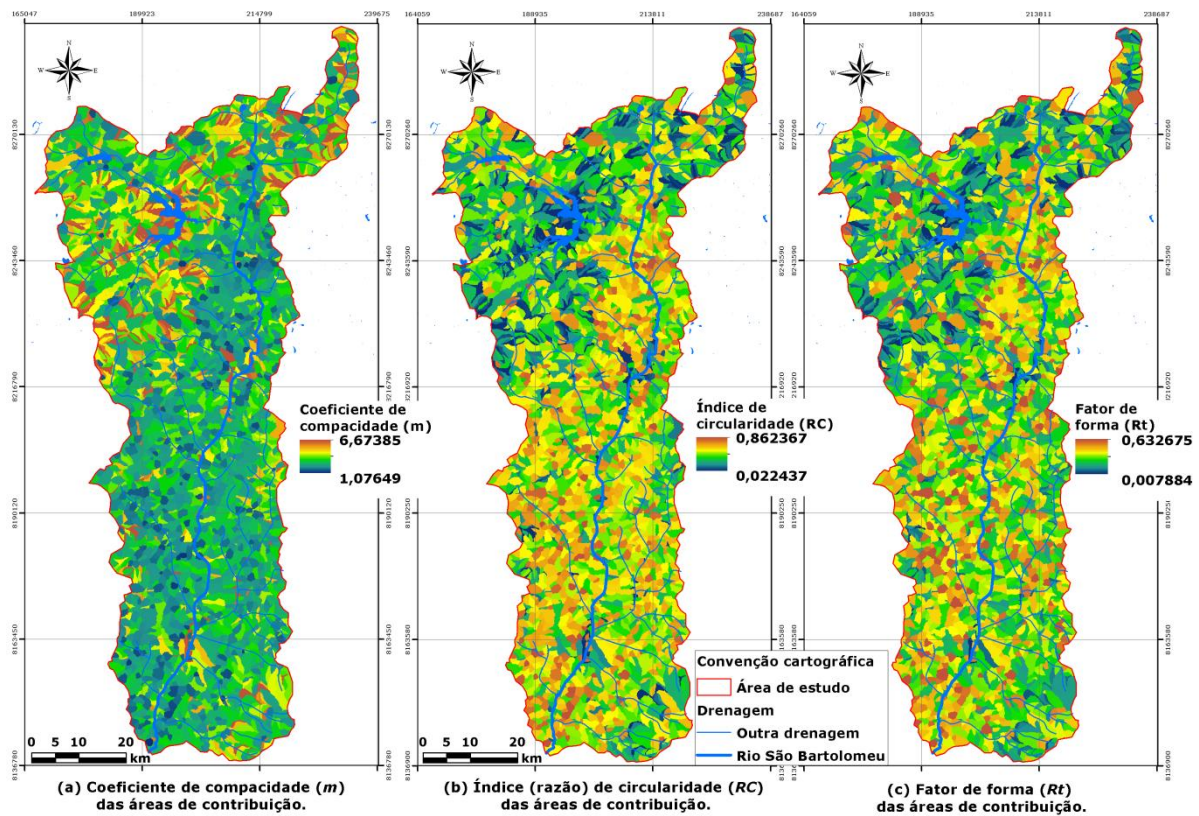 165047 189923 214799 239675
164059 188935 213811 238687
164059 188935 213811 238687
N
W E
S
N
W E
S
N
W E
S
8270130
8270260
8270260
8243460
8243590
8243590
8216790
8216920
8216920
Coeficiente de
compacidade (m)
6,67385
1,07649
Índice de
circularidade (RC)
0,862367
0,022437
Fator de
forma (Rt)
0,632675
0,007884
8190120
8190250
8190250
8163450
8163580
8163580
8136780
8136900
8136900
Convenção cartográfica
Área de estudo
Drenagem
Outra drenagem
Rio São Bartolomeu
0 5 10 20
km
0 5 10 20
km
(a) Coeficiente de compacidade (m)
das áreas de contribuição.
(b) Índice (razão) de circularidade (RC)
das áreas de contribuição.
(c) Fator de forma (Rt)
das áreas de contribuição.